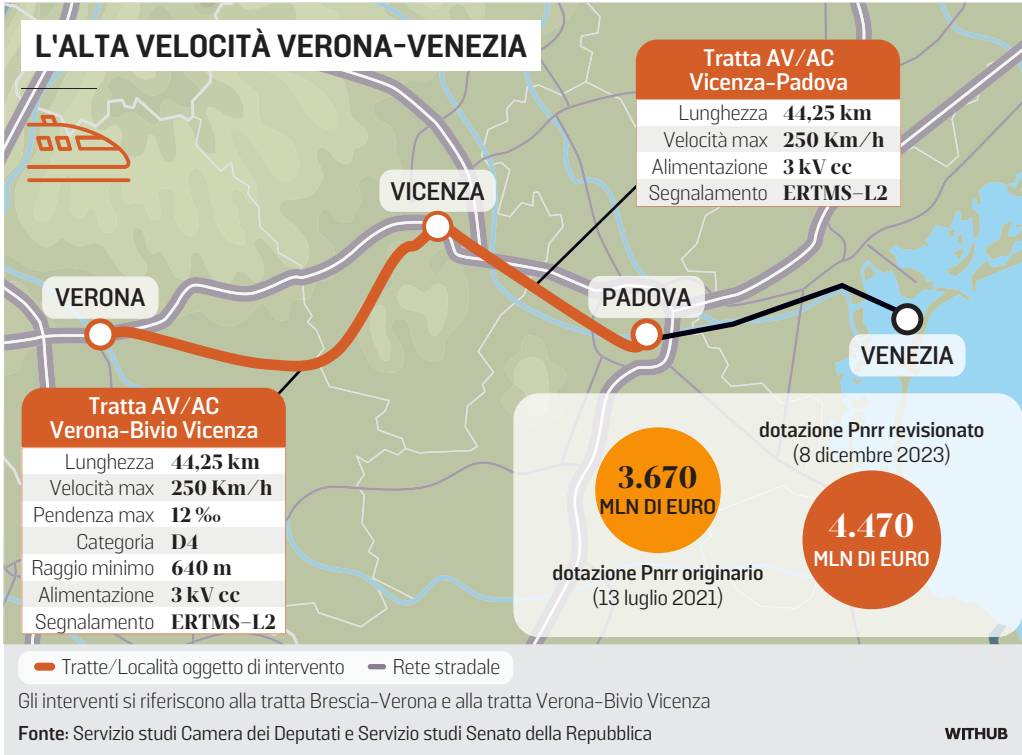 L'ALTA VELOCITÀ VERONA-VENEZIA
Tratta AV/AC
Vicenza-Padova
Lunghezza 44,25 km
Velocità max 250 Km/h
Alimentazione 3 kV cc
Segnalamento ERTMS-L2
VICENZA
VERONA
PADOVA
VENEZIA
Tratta AV/AC
Verona-Bivio Vicenza
Lunghezza 44,25 km
Velocità max 250 Km/h
Pendenza max 12 ‰
Categoria D4
Raggio minimo 640 m
Alimentazione 3 kV cc
Segnalamento ERTMS-L2
3.670
MLN DI EURO
dotazione Pnrr originario
(13 luglio 2021)
dotazione Pnrr revisionato
(8 dicembre 2023)
4.470
MLN DI EURO
Tratte/Località oggetto di intervento
Rete stradale
Gli interventi si riferiscono alla tratta Brescia-Verona e alla tratta Verona-Bivio Vicenza
Fonte: Servizio studi Camera dei Deputati e Servizio studi Senato della Repubblica
WITHUB